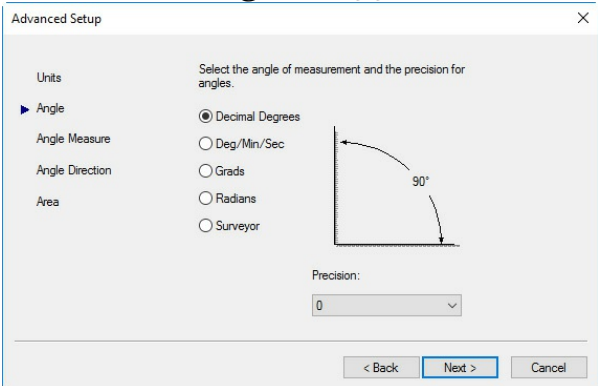 Advanced Setup
Units
Angle
Angle Measure
Angle Direction
Area
Select the angle of measurement and the precision for
angles.
Decimal Degrees
Deg/Min/Sec
Grads
Radians
Surveyor
90°
Precision:
0
< Back
Next >
Cancel